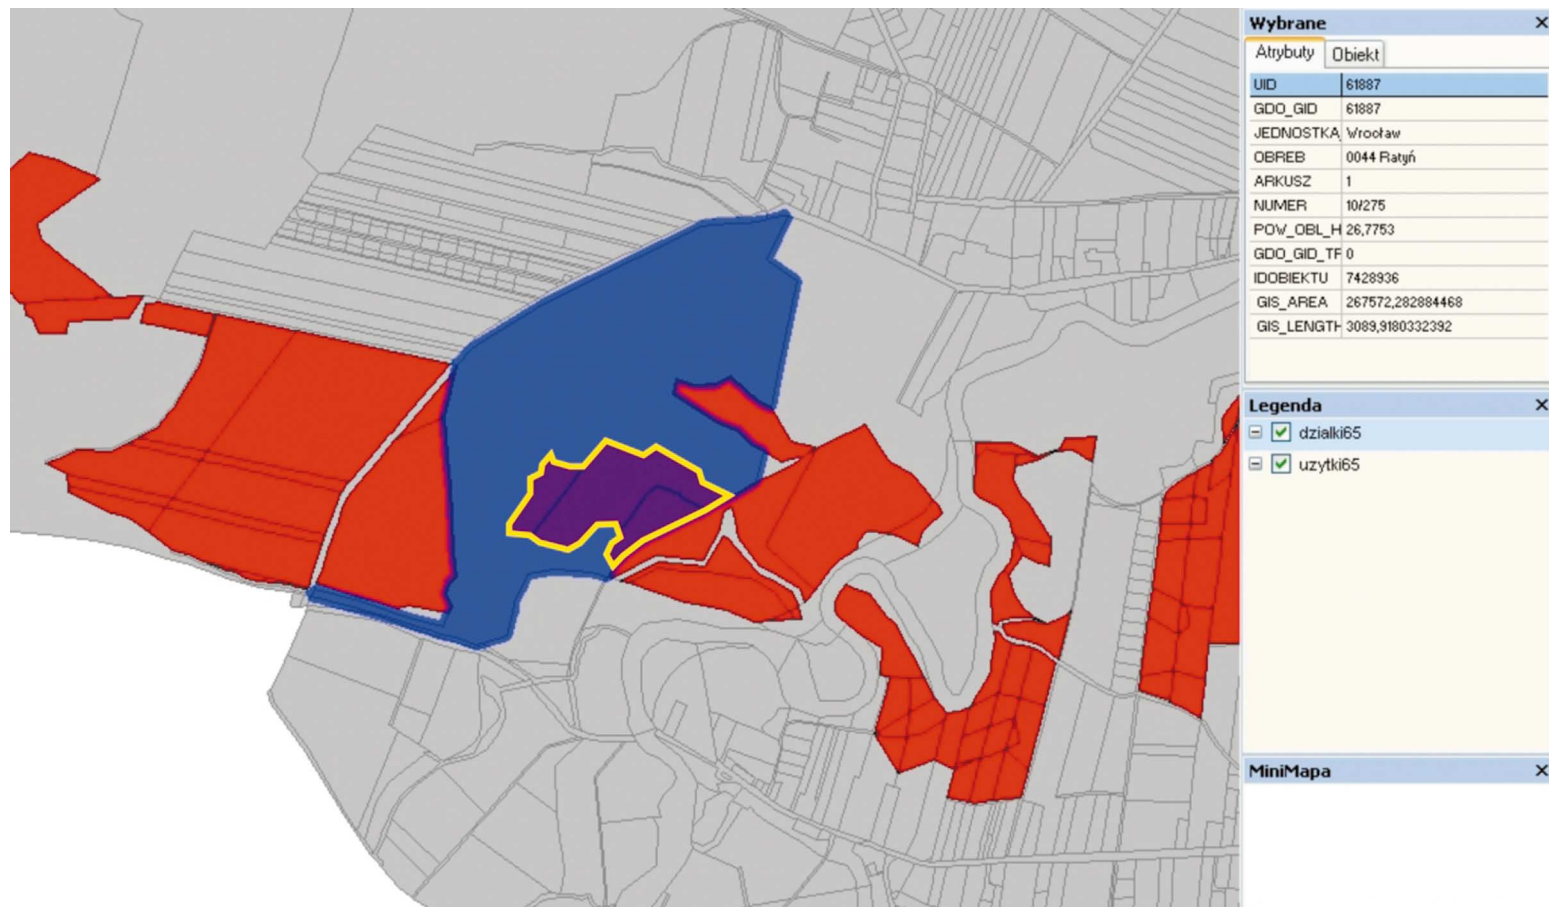 Wybrane
Atrybuty Obiekt
UID 61887
GDO_GID 61887
JEDNOSTKA Wrocław
OBREB 0044 Ratyń
ARKUSZ 1
NUMER 10/275
POW_OBL_H 26,7753
GDO_GID_TF 0
IDOBIEKTU 7428936
GIS_AREA 267572,282884468
GIS_LENGTH 3089,9180332392
Legenda
dzialki65
uzytki65
MiniMapa